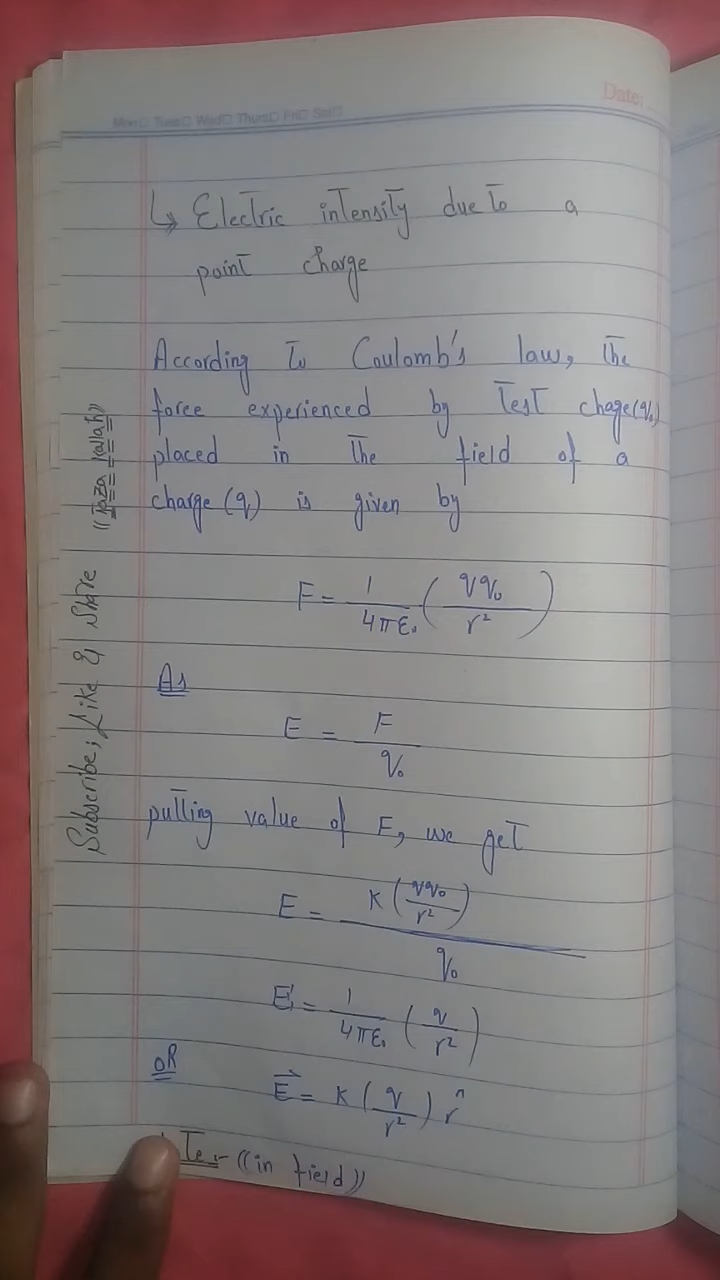 Date:
Mon□ Tues□ Wed□ Thurs□ Fri□ Sat□
↳ Electric intensity due to a
point charge
According to Coulomb's law, the
force experienced by Test chage(q₀)
placed in the field of a
charge (q) is given by
F = 1/4πε₀ (qq₀/r²)
As
E = F/q₀
putting value of F, we get
E = K(qq₀/r²)/q₀
E = 1/4πε₀ (q/r²)
OR
E⃗ = K(q/r²) r̂
((in field))
Subscribe; Like & Share